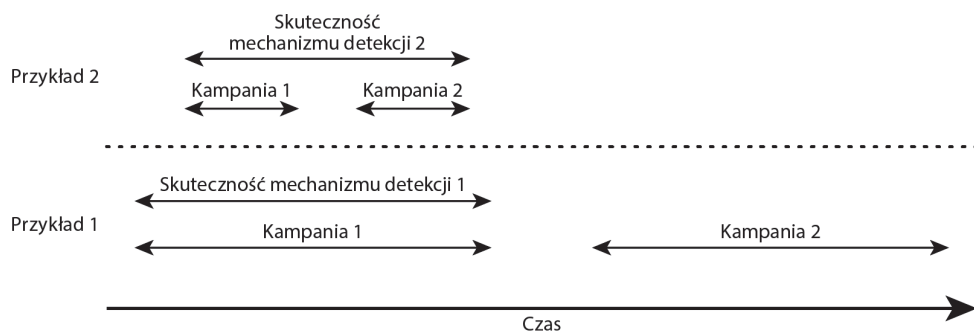 Skuteczność
mechanizmu detekcji 2
Przykład 2
Kampania 1
Kampania 2
Skuteczność mechanizmu detekcji 1
Przykład 1
Kampania 1
Kampania 2
Czas